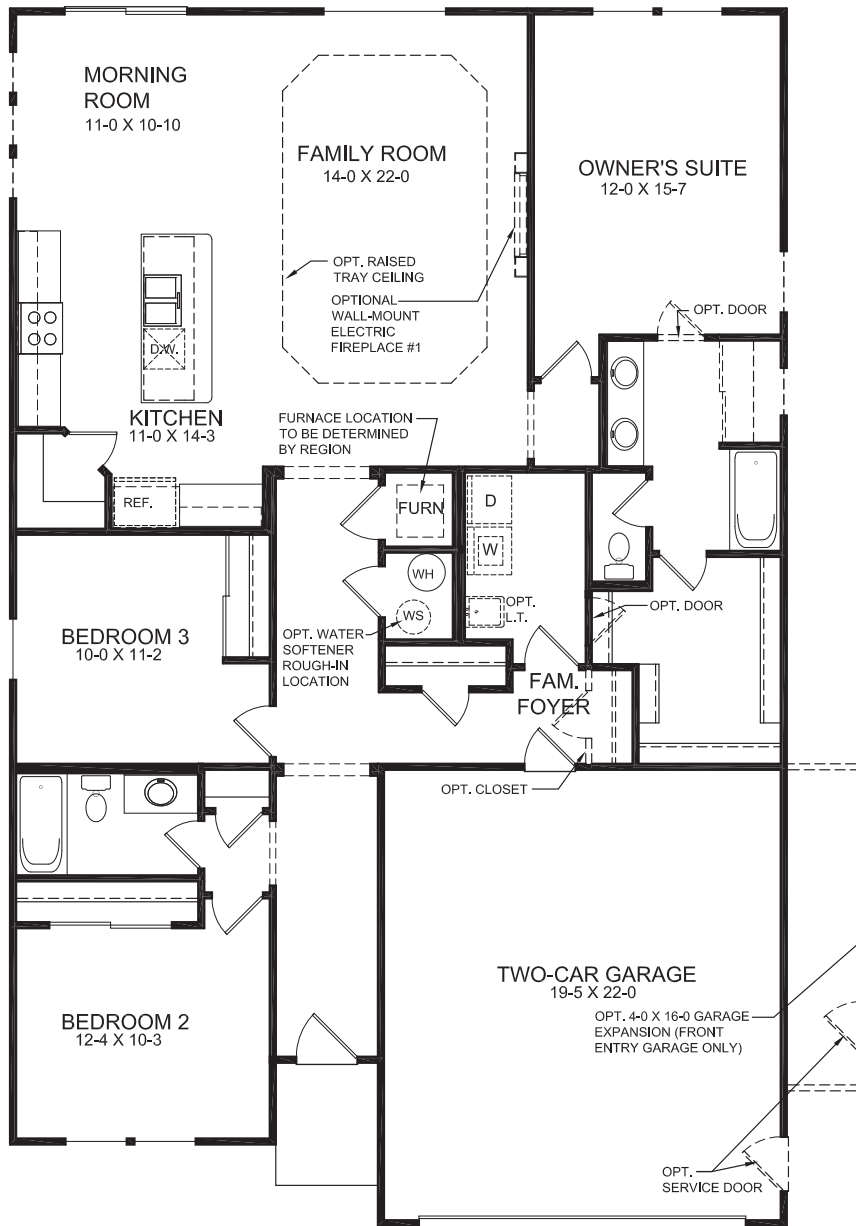 MORNING
ROOM
11-0 X 10-10
FAMILY ROOM
14-0 X 22-0
OWNER'S SUITE
12-0 X 15-7
OPT. RAISED
TRAY CEILING
OPTIONAL
WALL-MOUNT
ELECTRIC
FIREPLACE #1
OPT. DOOR
D.W.
KITCHEN
11-0 X 14-3
FURNACE LOCATION
TO BE DETERMINED
BY REGION
REF.
FURN
D
W
WH
WS
OPT.
L.T.
OPT. DOOR
BEDROOM 3
10-0 X 11-2
OPT. WATER
SOFTENER
ROUGH-IN
LOCATION
FAM.
FOYER
OPT. CLOSET
TWO-CAR GARAGE
19-5 X 22-0
OPT. 4-0 X 16-0 GARAGE
EXPANSION (FRONT
ENTRY GARAGE ONLY)
BEDROOM 2
12-4 X 10-3
OPT.
SERVICE DOOR